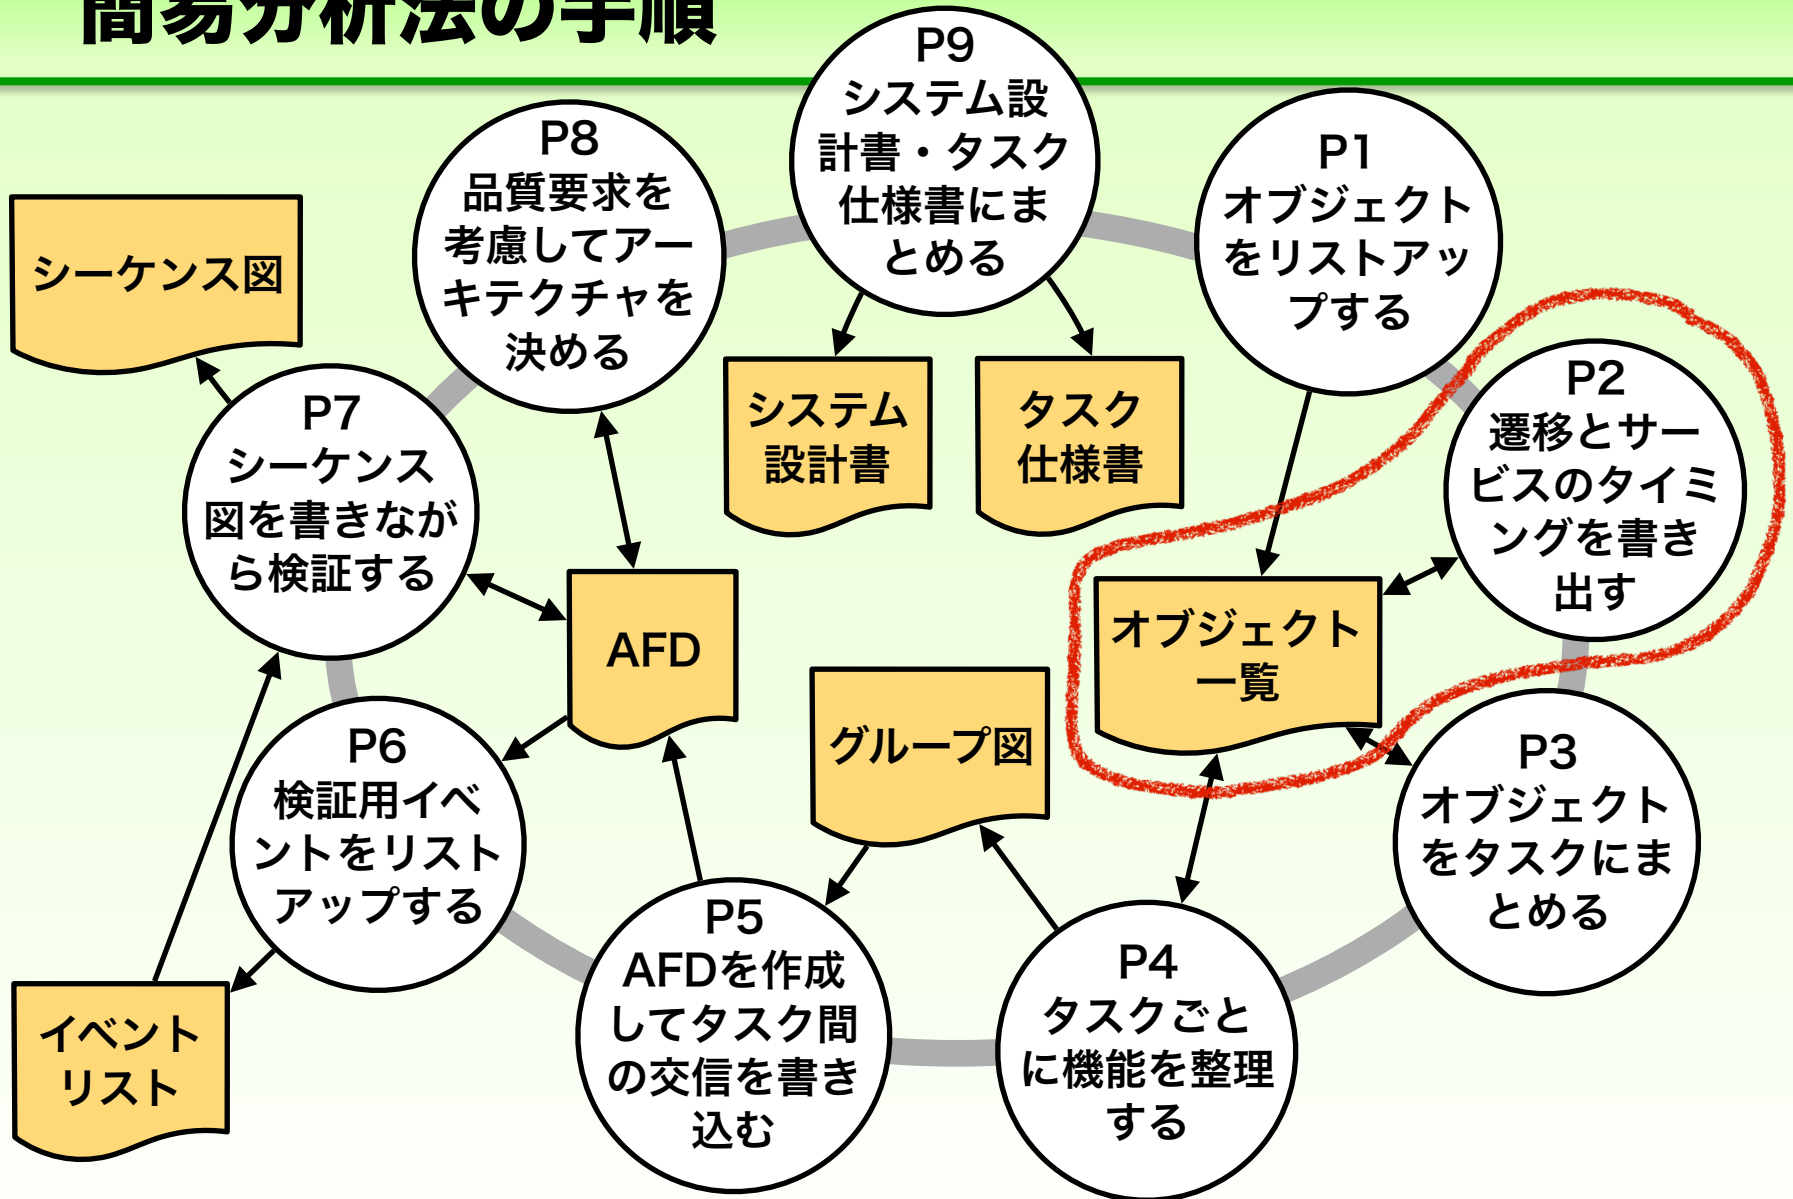 簡易分析法の手順
P9
システム設
計書・タスク
仕様書にま
とめる
P8
品質要求を
考慮してアー
キテクチャを
決める
P1
オブジェクト
をリストアッ
プする
シーケンス図
システム
設計書
タスク
仕様書
P2
遷移とサー
ビスのタイミ
ングを書き
出す
P7
シーケンス
図を書きなが
ら検証する
AFD
オブジェクト
一覧
グループ図
P6
検証用イベ
ントをリスト
アップする
P3
オブジェクト
をタスクにま
とめる
P5
AFDを作成
してタスク間
の交信を書き
込む
P4
タスクごと
に機能を整理
する
イベント
リスト